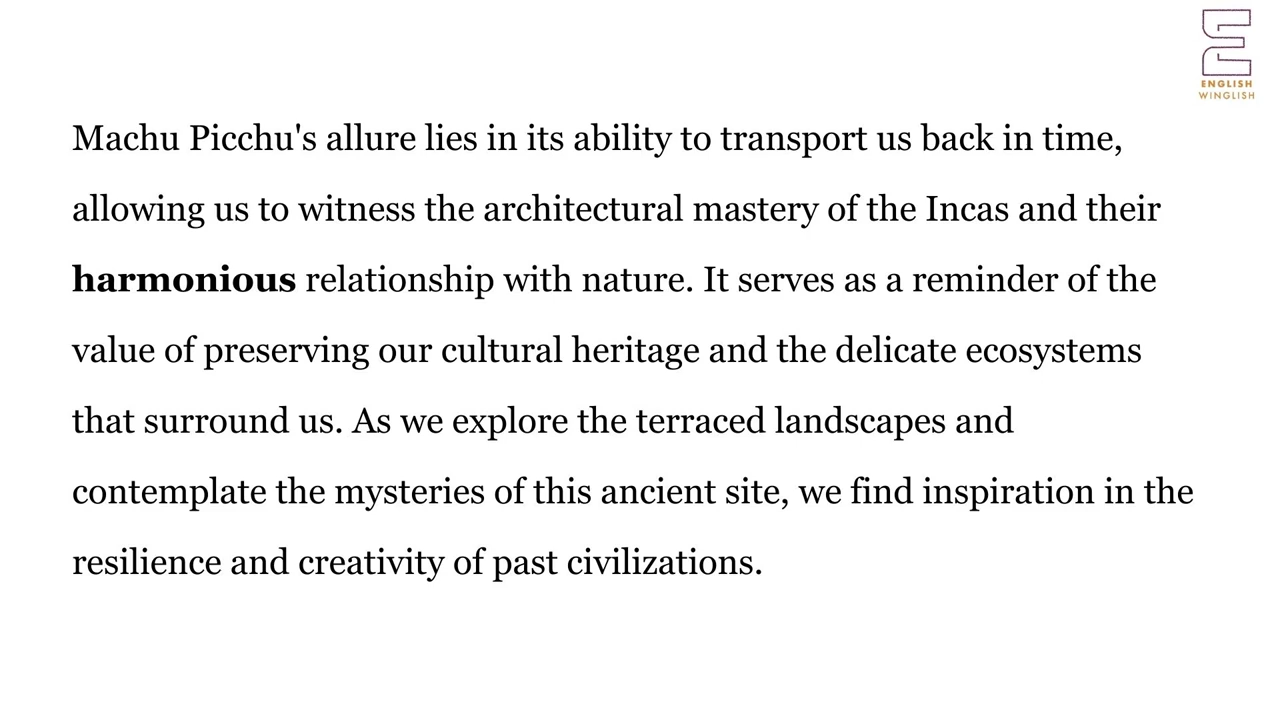 ENGLISH
WINGLISH
Machu Picchu's allure lies in its ability to transport us back in time,
allowing us to witness the architectural mastery of the Incas and their
harmonious relationship with nature. It serves as a reminder of the
value of preserving our cultural heritage and the delicate ecosystems
that surround us. As we explore the terraced landscapes and
contemplate the mysteries of this ancient site, we find inspiration in the
resilience and creativity of past civilizations.